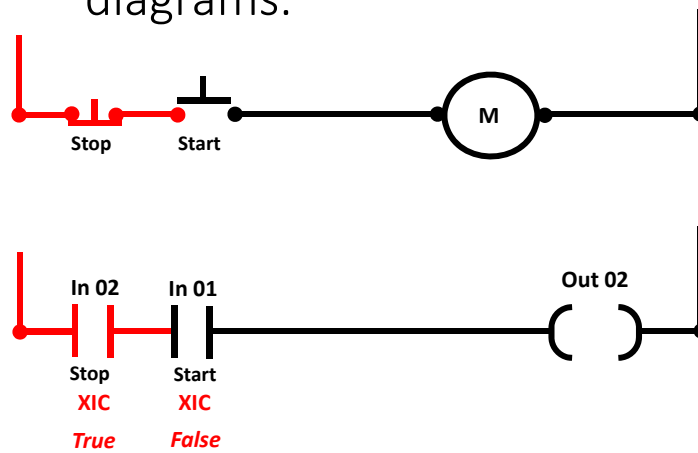 diagrams:
M
Stop Start
In 02 In 01 Out 02
Stop Start
XIC XIC
True False